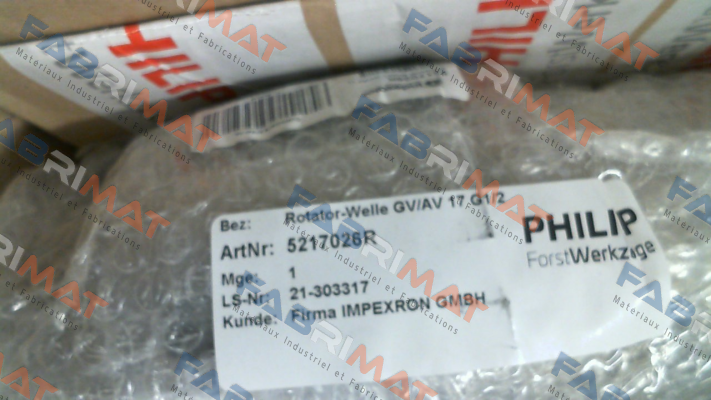 Bez: Rotator-Welle GV/AV 17,G1/2
ArtNr: 5217026R
Mge: 1
LS-Nr: 21-303317
Kunde: Firma IMPEXRON GMBH
PHILIP
ForstWerkzeuge
FABRIMAT
Materiaux Industriel et Fabrications